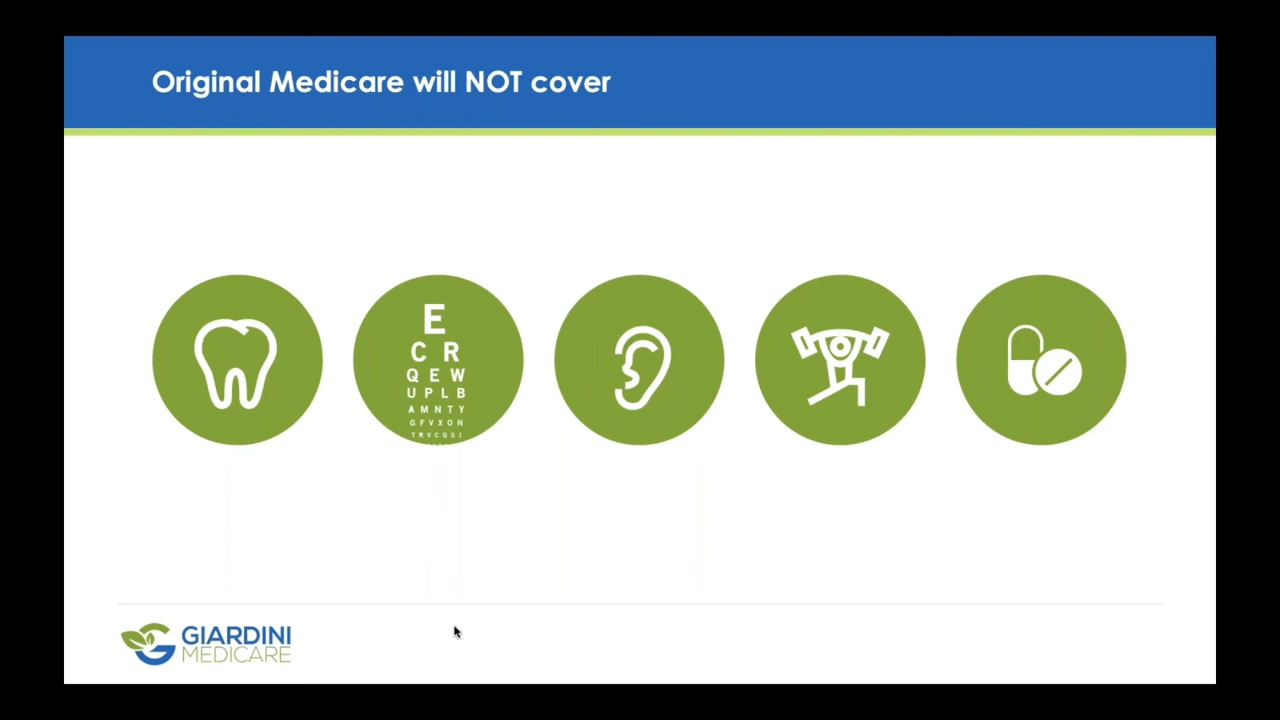 Original Medicare will NOT cover
E
C R
Q E W
U P L B
A M N T Y
G F V X O N
T R V C Q S J
GIARDINI
MEDICARE